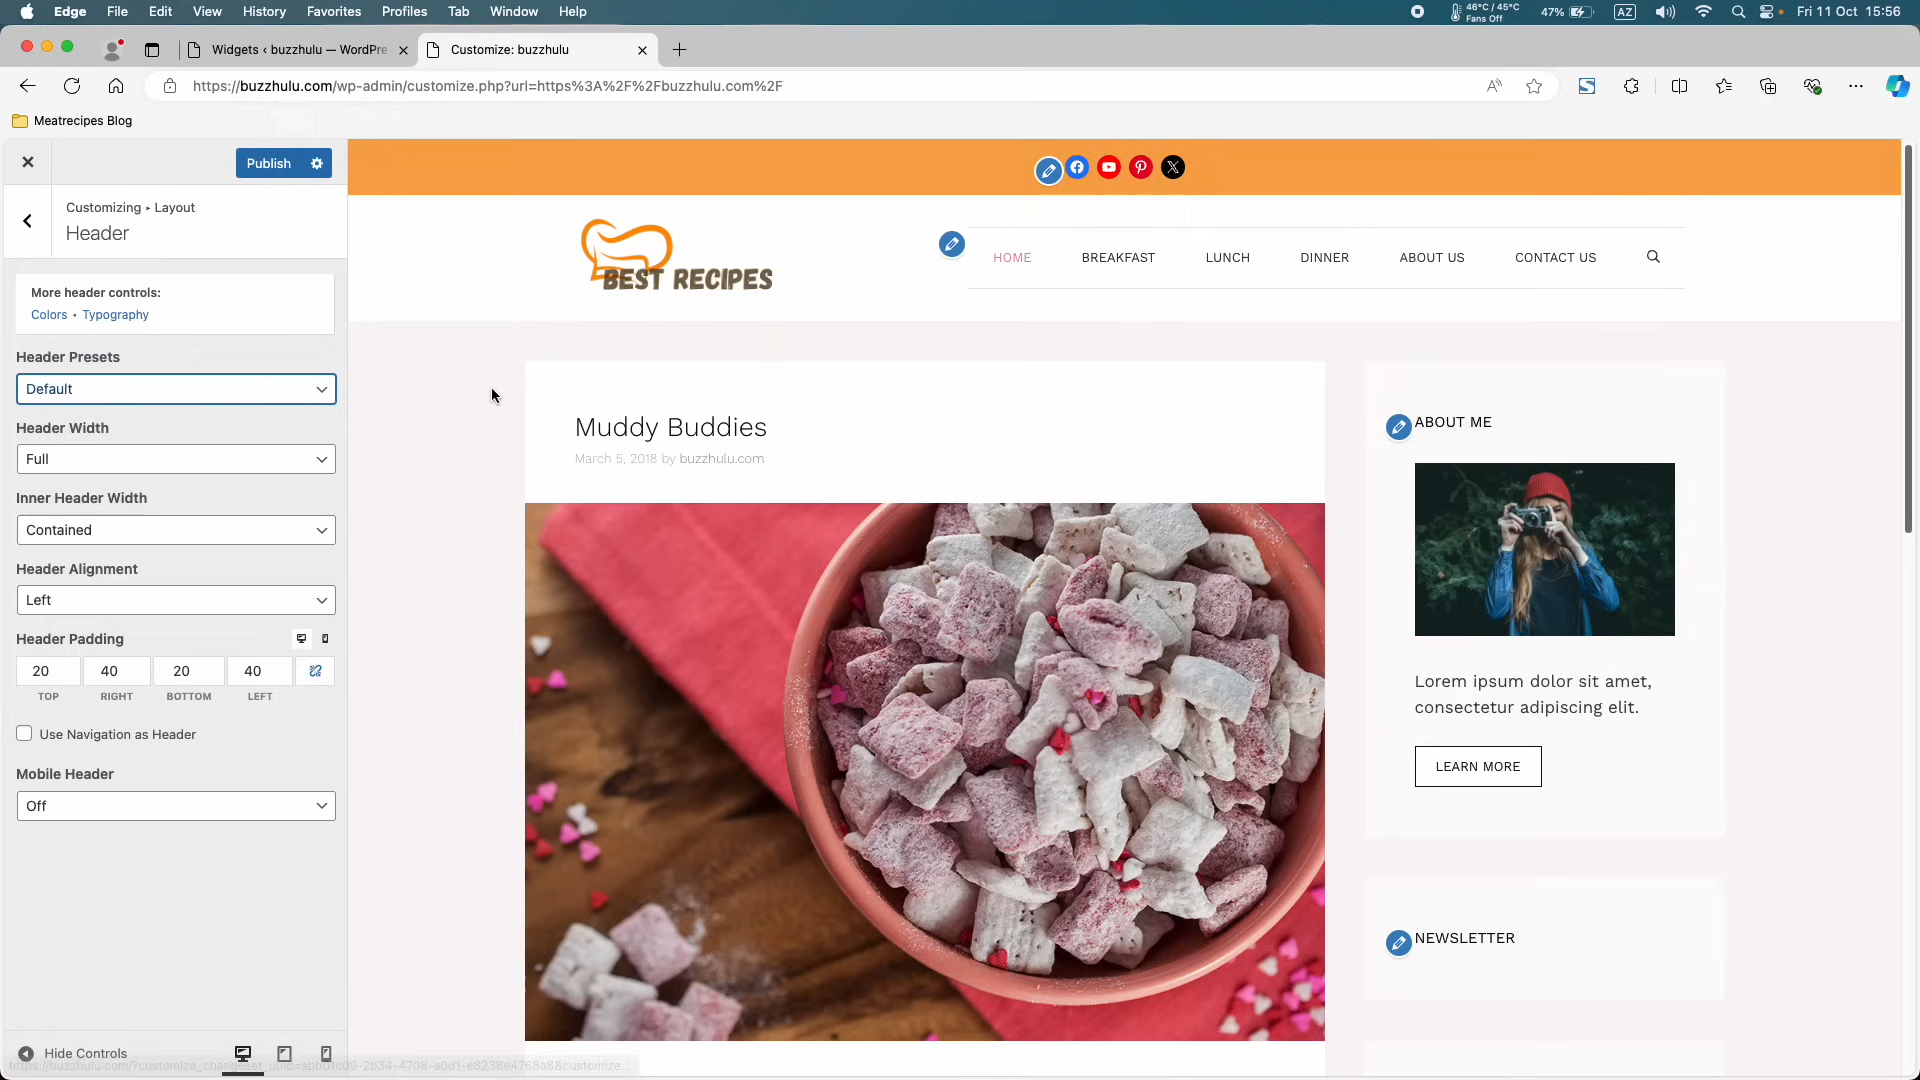 Edge File Edit View History Favorites Profiles Tab Window Help
46°C / 45°C
Fans Off
47% AZ Fri 11 Oct 15:56
Widgets ‹ buzzhulu — WordPre
Customize: buzzhulu
https://buzzhulu.com/wp-admin/customize.php?url=https%3A%2F%2Fbuzzhulu.com%2F
Meatrecipes Blog
Publish
Customizing ▸ Layout
Header
More header controls:
Colors • Typography
Header Presets
Default
Header Width
Full
Inner Header Width
Contained
Header Alignment
Left
Header Padding
20 40 20 40
TOP RIGHT BOTTOM LEFT
Use Navigation as Header
Mobile Header
Off
Hide Controls
BEST RECIPES
HOME BREAKFAST LUNCH DINNER ABOUT US CONTACT US
Muddy Buddies
March 5, 2018 by buzzhulu.com
ABOUT ME
Lorem ipsum dolor sit amet,
consectetur adipiscing elit.
LEARN MORE
NEWSLETTER